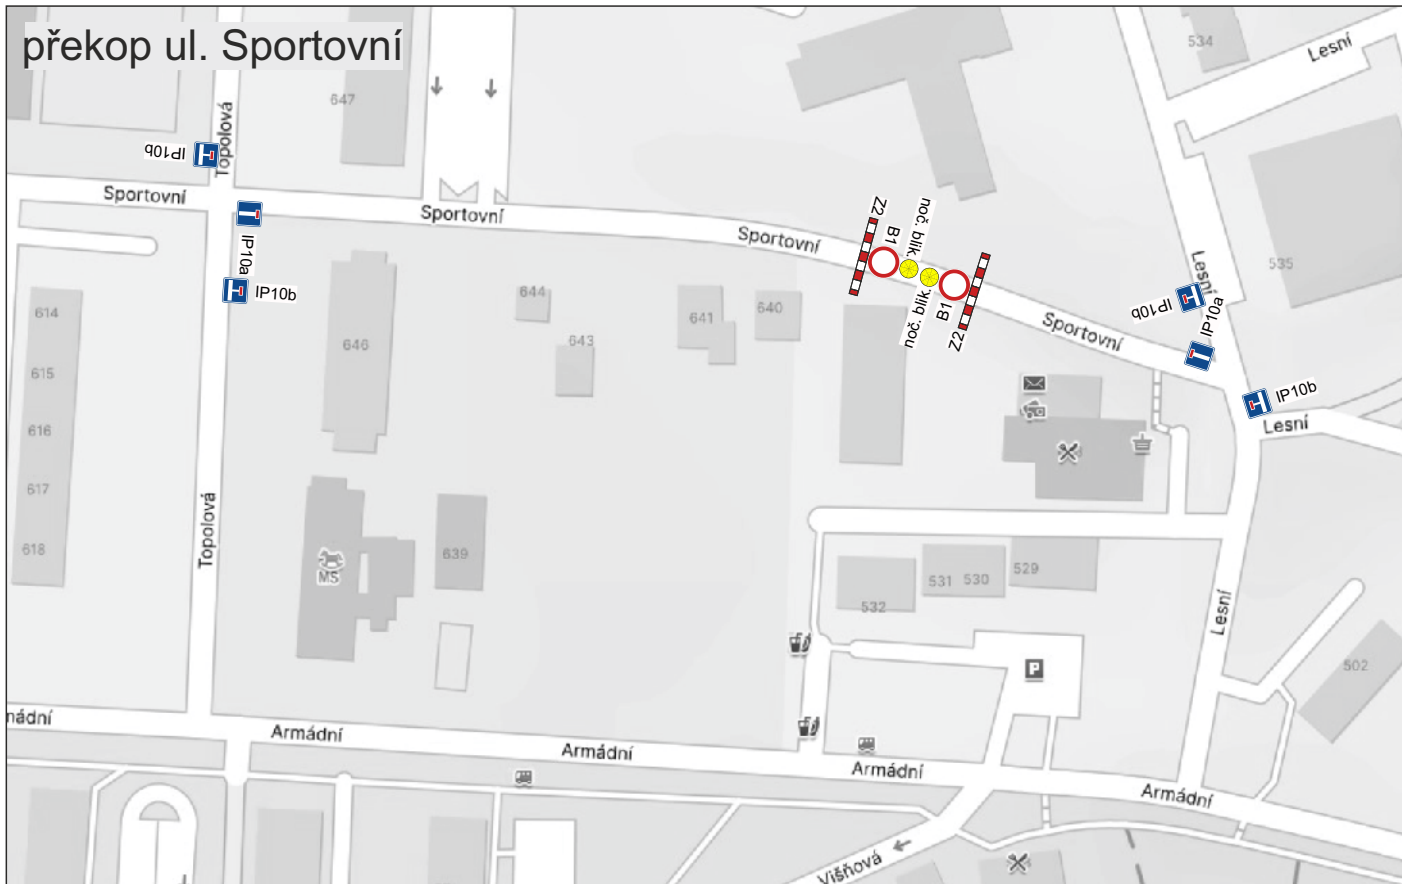 překop ul. Sportovní
534
Lesní
647
Topolová
IP10b
Sportovní
Sportovní
Sportovní
Z2
B1
noč. blik.
noč. blik.
B1
Z2
IP10a
IP10b
Lesní
535
IP10b
IP10a
Sportovní
IP10b
Lesní
614
615
616
617
618
646
644
643
641
640
Topolová
MS
639
532
531
530
529
P
Lesní
502
mádní
Armádní
Armádní
Armádní
Armádní
Višňová